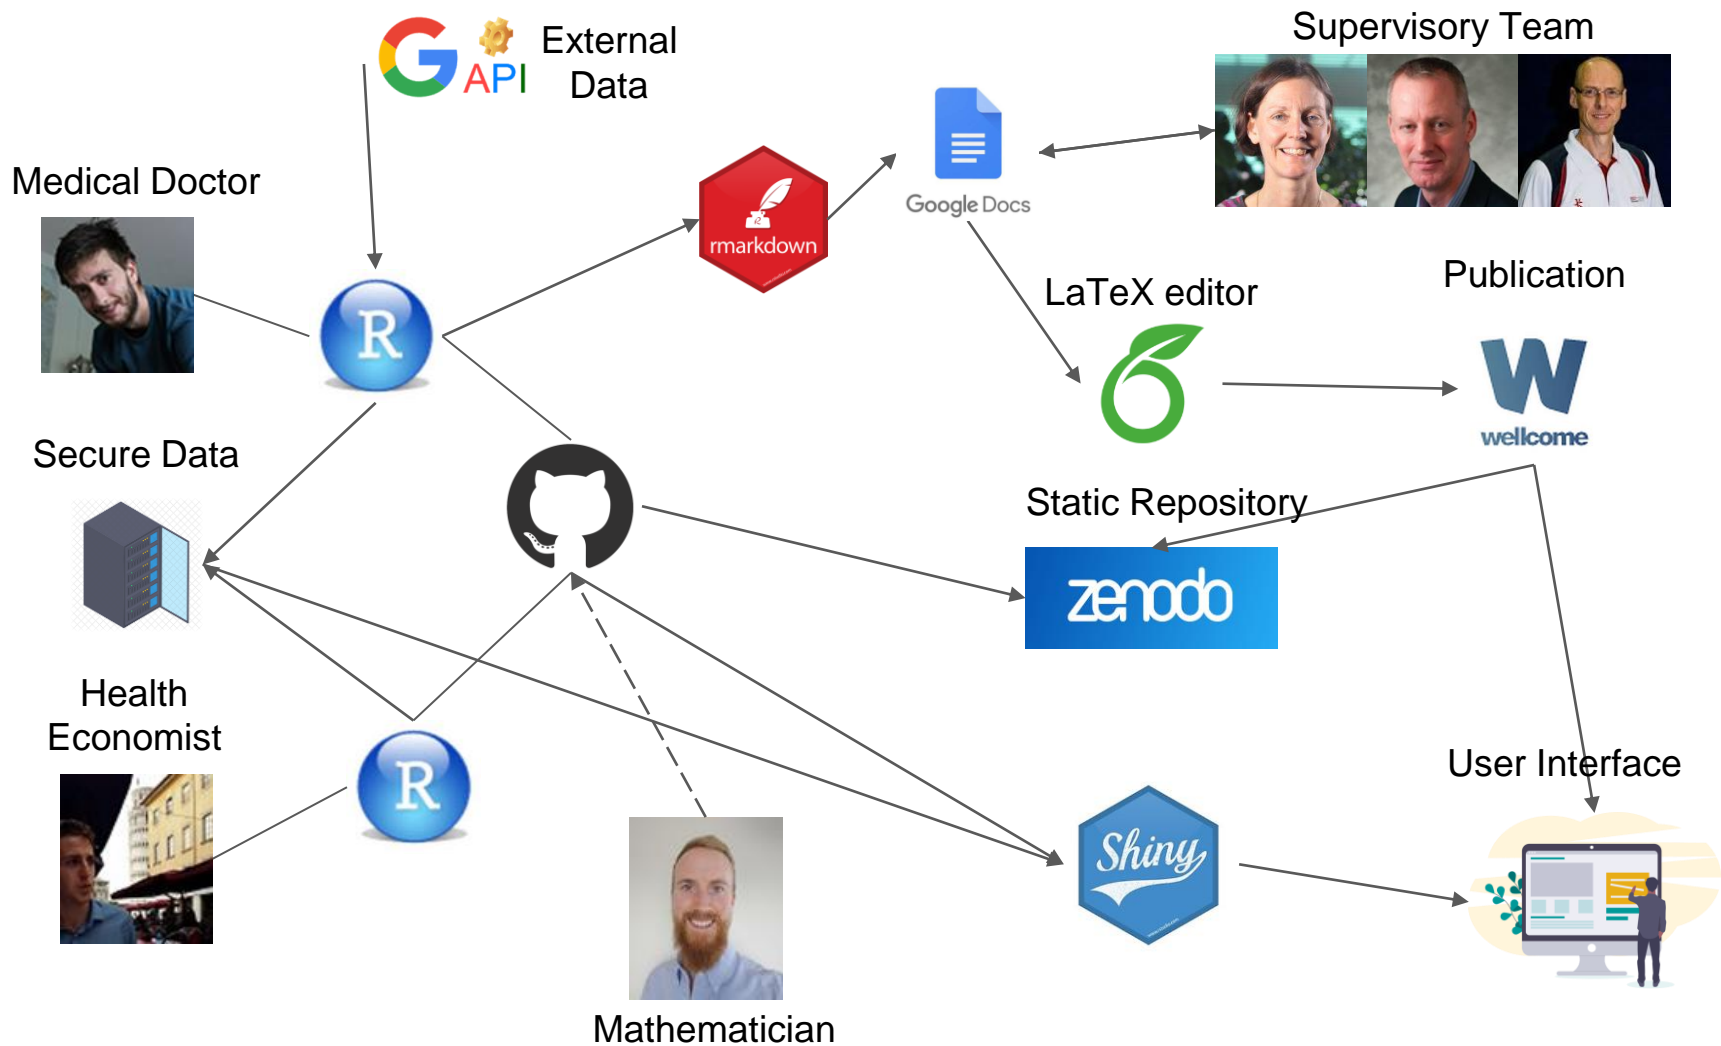 External
Data
API
Supervisory Team
Medical Doctor
rmarkdown
Google Docs
LaTeX editor
Publication
R
wellcome
Secure Data
Static Repository
zenodo
Health
Economist
User Interface
R
Shiny
Mathematician